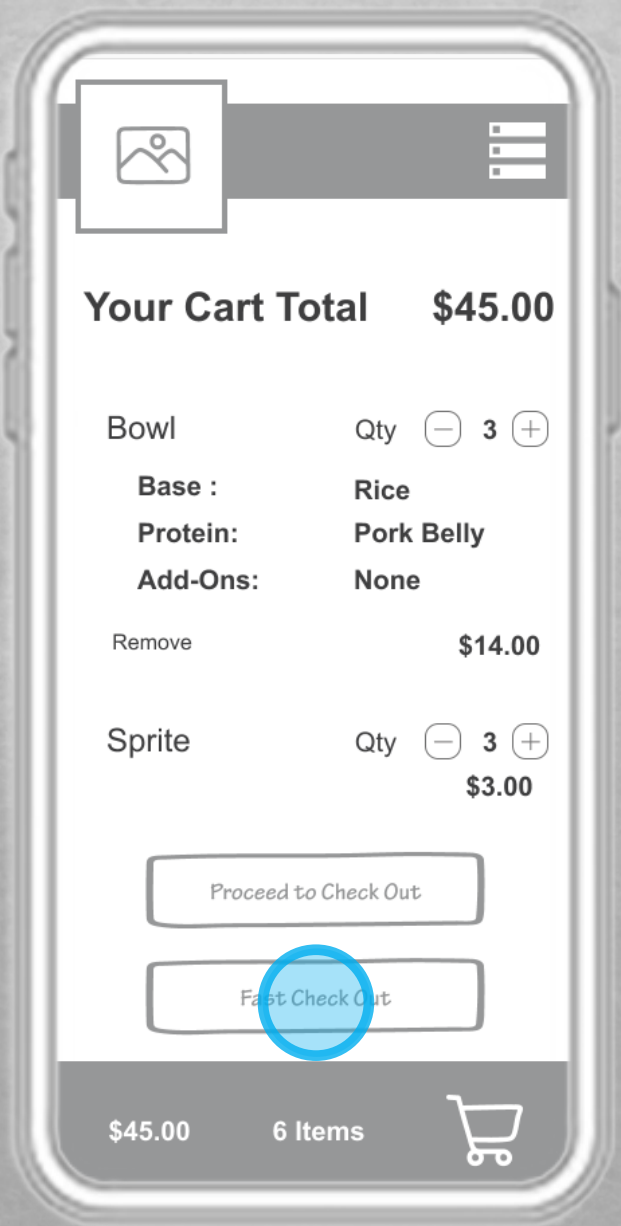 Your Cart Total $45.00
Bowl Qty 3
Base : Rice
Protein: Pork Belly
Add-Ons: None
Remove $14.00
Sprite Qty 3
$3.00
Proceed to Check Out
Fast Check Out
$45.00 6 Items